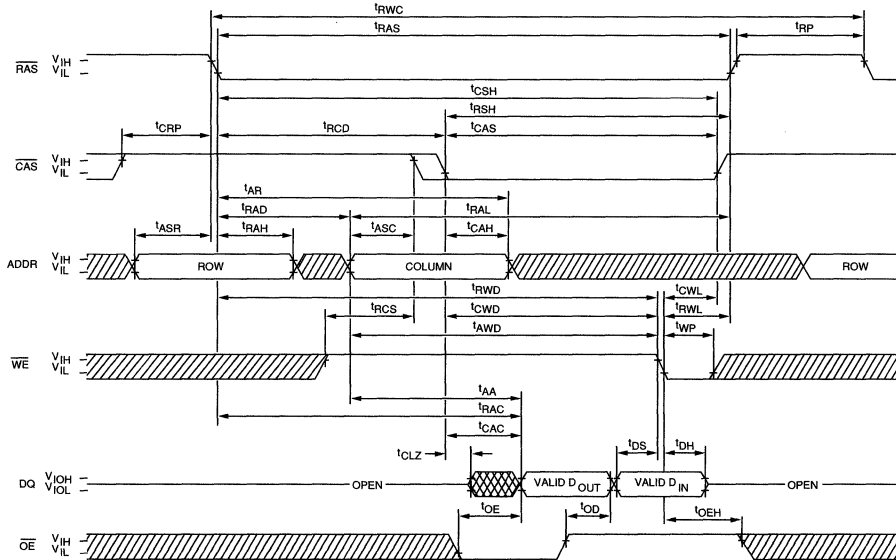 tRWC
tRAS tRP
RAS VIH
VIL
tCSH
tRSH
tCRP tRCD tCAS
CAS VIH
VIL
tAR
tRAD tRAL
tASR tRAH tASC tCAH
ADDR VIH
VIL
ROW COLUMN ROW
tRWD tCWL
tRCS tCWD tRWL
tAWD tWP
WE VIH
VIL
tAA
tRAC
tCAC
tCLZ tDS tDH
DQ VIOH
VIOL
OPEN VALID DOUT VALID DIN OPEN
tOE tOD tOEH
OE VIH
VIL